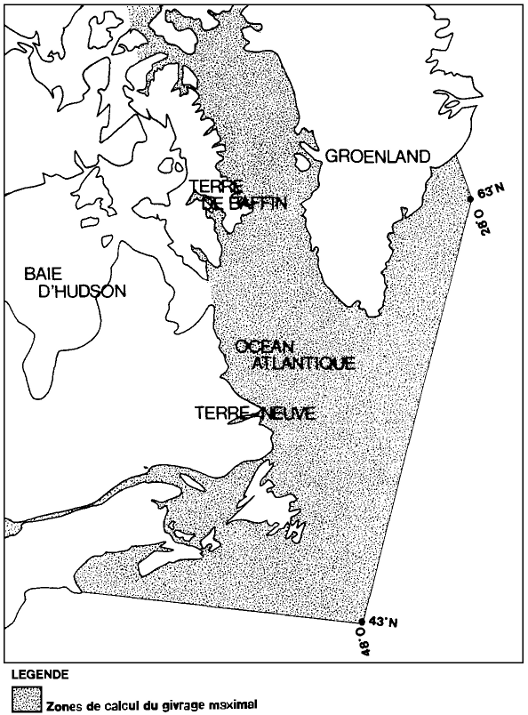 GROENLAND
63°N
28°O
TERRE
DE BAFFIN
BAIE
D'HUDSON
OCEAN
ATLANTIQUE
TERRE-NEUVE
43°N
48°O
LEGENDE
Zones de calcul du givrage maximal